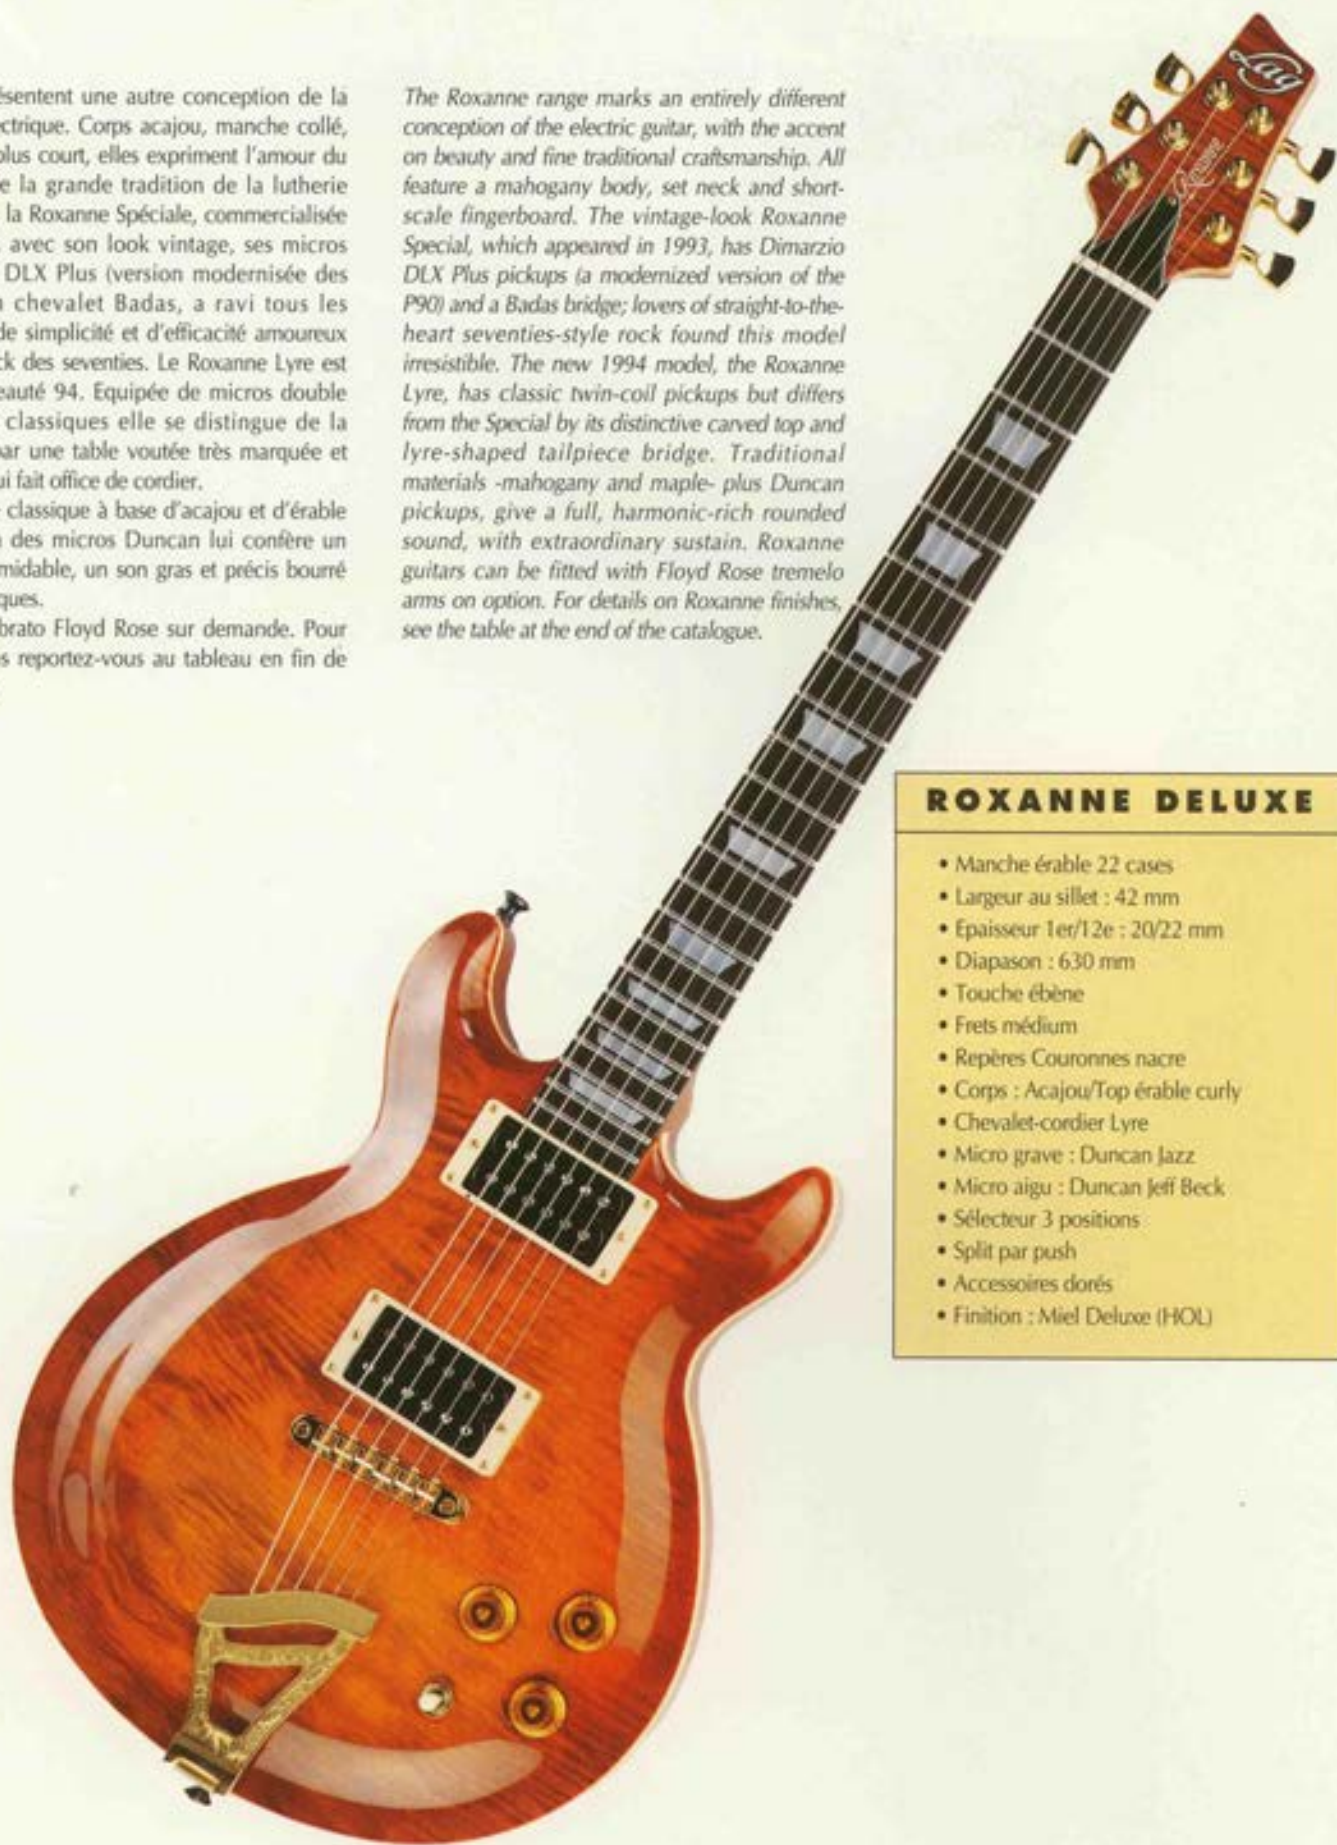 ésentent une autre conception de la
ctrique. Corps acajou, manche collé,
plus court, elles expriment l'amour du
e la grande tradition de la lutherie
la Roxanne Spéciale, commercialisée
avec son look vintage, ses micros
DLX Plus (version modernisée des
chevalet Badas, a ravi tous les
de simplicité et d'efficacité amoureux
ck des seventies. Le Roxanne Lyre est
eauté 94. Equipée de micros double
classiques elle se distingue de la
par une table voutée très marquée et
ui fait office de cordier.
classique à base d'acajou et d'érable
des micros Duncan lui confère un
midable, un son gras et précis bourré
ques.
brato Floyd Rose sur demande. Pour
s reportez-vous au tableau en fin de
The Roxanne range marks an entirely different
conception of the electric guitar, with the accent
on beauty and fine traditional craftsmanship. All
feature a mahogany body, set neck and short-
scale fingerboard. The vintage-look Roxanne
Special, which appeared in 1993, has Dimarzio
DLX Plus pickups (a modernized version of the
P90) and a Badas bridge; lovers of straight-to-the-
heart seventies-style rock found this model
irresistible. The new 1994 model, the Roxanne
Lyre, has classic twin-coil pickups but differs
from the Special by its distinctive carved top and
lyre-shaped tailpiece bridge. Traditional
materials -mahogany and maple- plus Duncan
pickups, give a full, harmonic-rich rounded
sound, with extraordinary sustain. Roxanne
guitars can be fitted with Floyd Rose tremelo
arms on option. For details on Roxanne finishes,
see the table at the end of the catalogue.
Lag
Roxanne
ROXANNE DELUXE
• Manche érable 22 cases
• Largeur au sillet : 42 mm
• Epaisseur 1er/12e : 20/22 mm
• Diapason : 630 mm
• Touche ébène
• Frets médium
• Repères Couronnes nacre
• Corps : Acajou/Top érable curly
• Chevalet-cordier Lyre
• Micro grave : Duncan Jazz
• Micro aigu : Duncan Jeff Beck
• Sélecteur 3 positions
• Split par push
• Accessoires dorés
• Finition : Miel Deluxe (HOL)